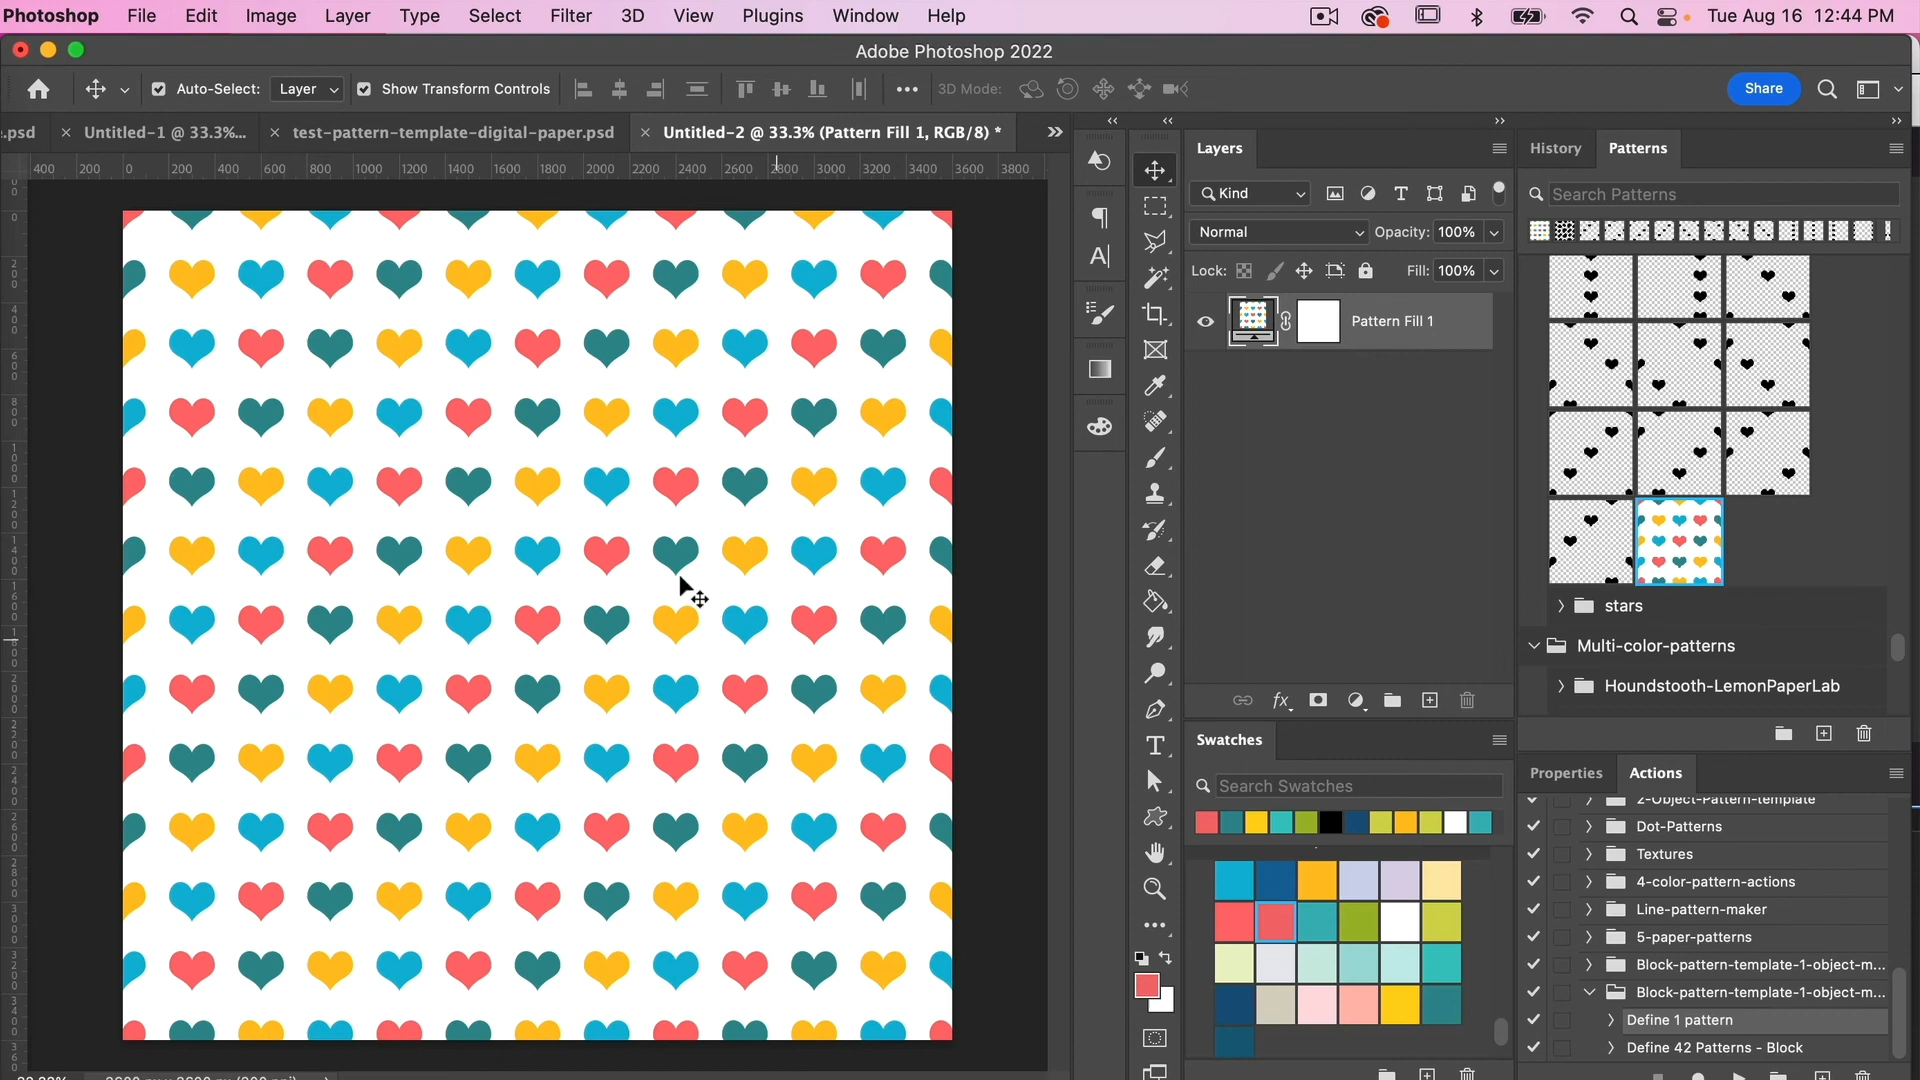 Photoshop File Edit Image Layer Type Select Filter 3D View Plugins Window Help Tue Aug 16 12:44 PM
Adobe Photoshop 2022
Auto-Select: Layer Show Transform Controls 3D Mode: Share
e.psd Untitled-1 @ 33.3%... test-pattern-template-digital-paper.psd Untitled-2 @ 33.3% (Pattern Fill 1, RGB/8) *
400 200 0 200 400 600 800 1000 1200 1400 1600 1800 2000 2200 2400 2600 2800 3000 3200 3400 3600 3800
Layers
Kind
Normal Opacity: 100%
Lock: Fill: 100%
Pattern Fill 1
History Patterns
Search Patterns
stars
Multi-color-patterns
Houndstooth-LemonPaperLab
Swatches
Search Swatches
Properties Actions
2-Object-Pattern-template
Dot-Patterns
Textures
4-color-pattern-actions
Line-pattern-maker
5-paper-patterns
Block-pattern-template-1-object-m...
Block-pattern-template-1-object-m...
Define 1 pattern
Define 42 Patterns - Block